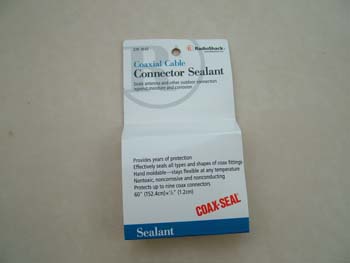 RadioShack
Coaxial Cable
Connector Sealant
Seals antenna and other outdoor connectors
against moisture and corrosion
Provides years of protection
Effectively seals all types and shapes of coax fittings
Hand moldable—stays flexible at any temperature
Nontoxic, noncorrosive and nonconducting
Protects up to nine coax connectors
60" (152.4cm)×½" (1.2cm)
COAX-SEAL
Sealant